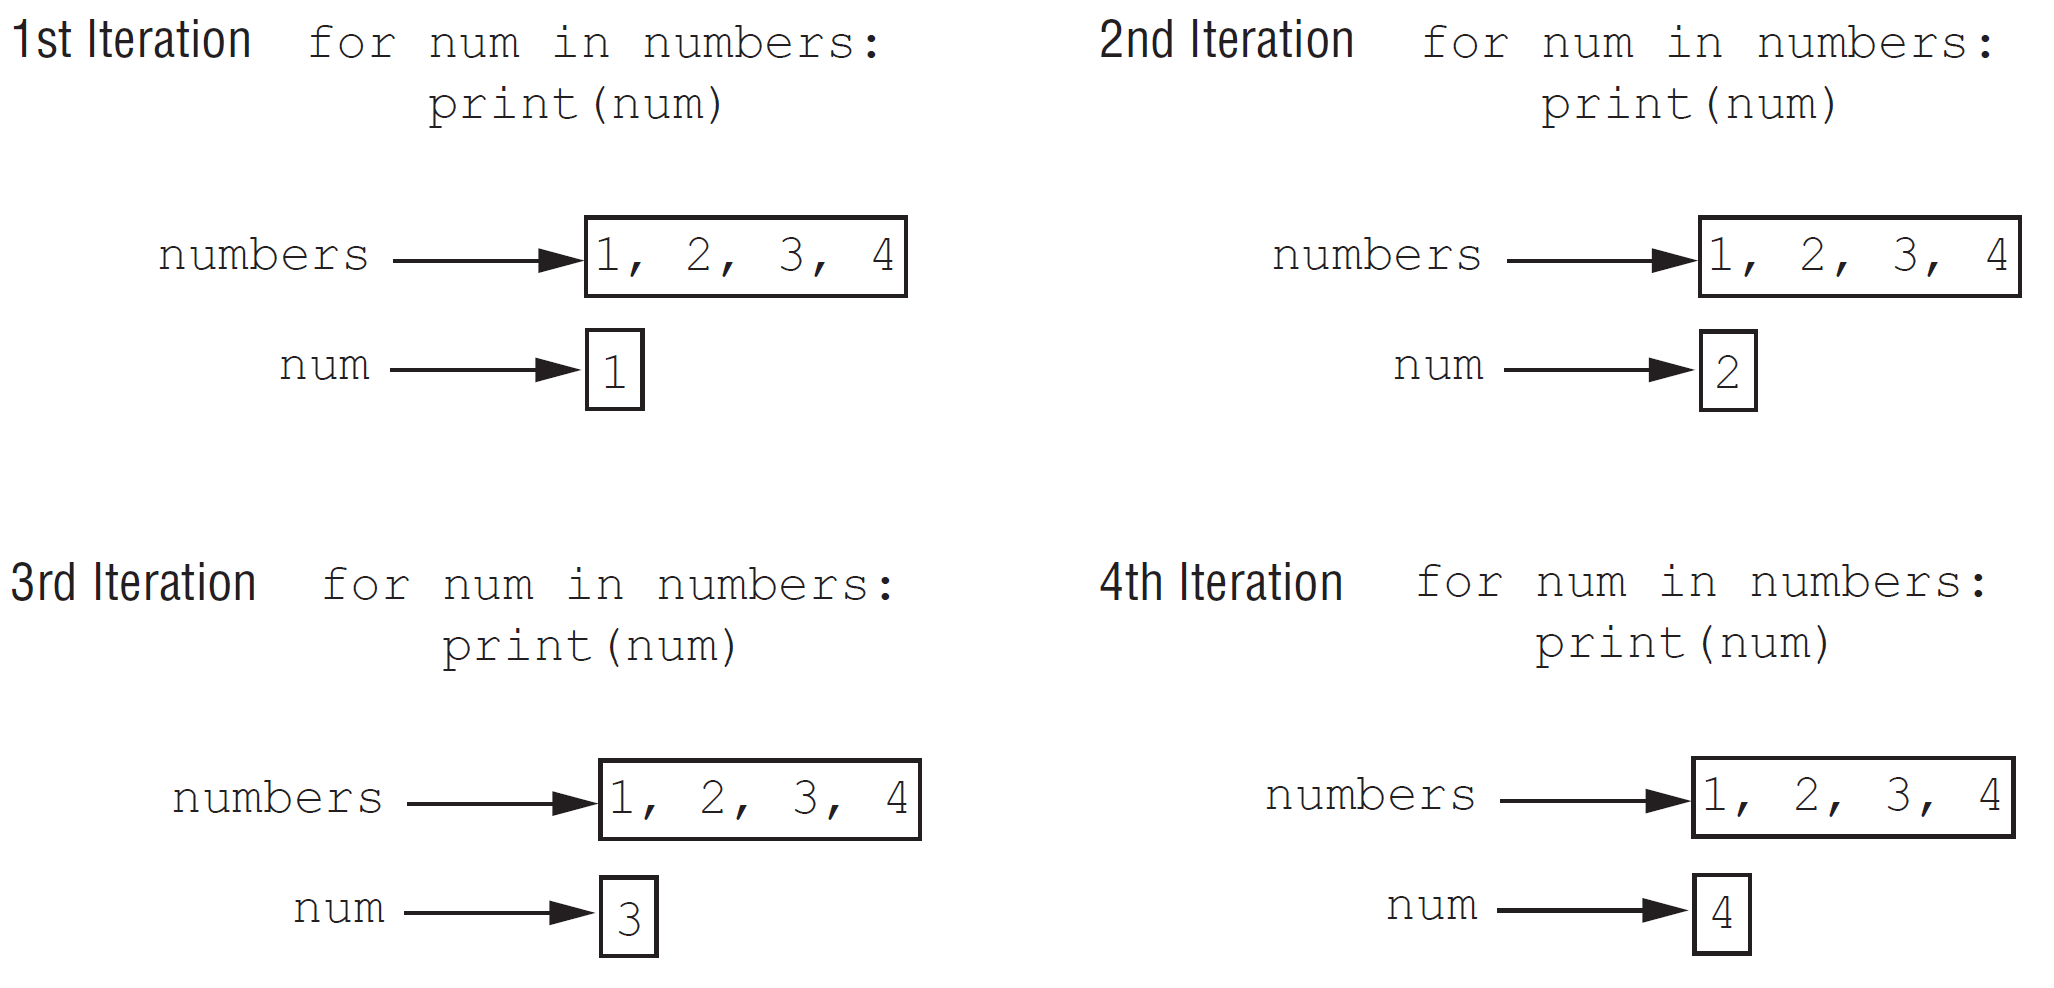 1st Iteration for num in numbers:
print(num)
numbers 1, 2, 3, 4
num 1
2nd Iteration for num in numbers:
print(num)
numbers 1, 2, 3, 4
num 2
3rd Iteration for num in numbers:
print(num)
numbers 1, 2, 3, 4
num 3
4th Iteration for num in numbers:
print(num)
numbers 1, 2, 3, 4
num 4